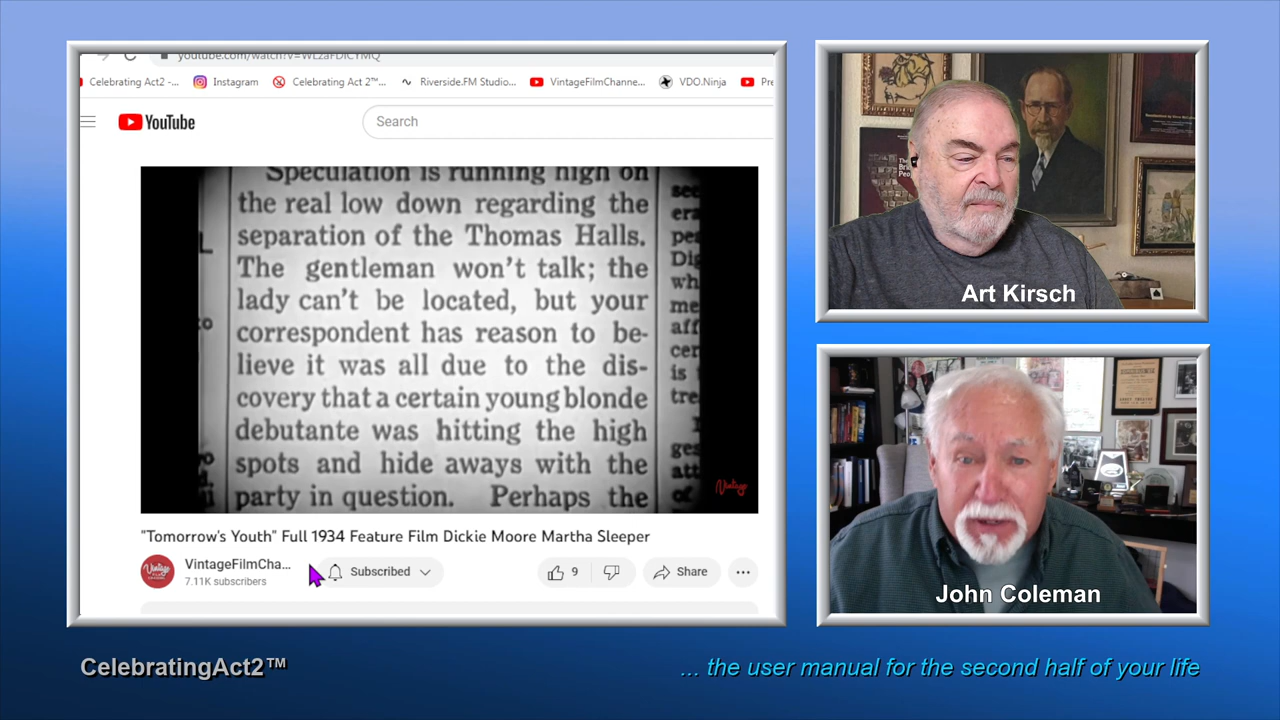 youtube.com/watch?v=WL2aFDICYMQ
Celebrating Act2 -...
Instagram
Celebrating Act 2™...
Riverside.FM Studio...
VintageFilmChanne...
VDO.Ninja
Pre
YouTube
Search
Speculation is running high on
the real low down regarding the
separation of the Thomas Halls.
The gentleman won't talk; the
lady can't be located, but your
correspondent has reason to be-
lieve it was all due to the dis-
covery that a certain young blonde
debutante was hitting the high
spots and hide aways with the
party in question. Perhaps the
Vintage
"Tomorrow's Youth" Full 1934 Feature Film Dickie Moore Martha Sleeper
VintageFilmCha...
7.11K subscribers
Subscribed
9
Share
Art Kirsch
John Coleman
CelebratingAct2™
... the user manual for the second half of your life